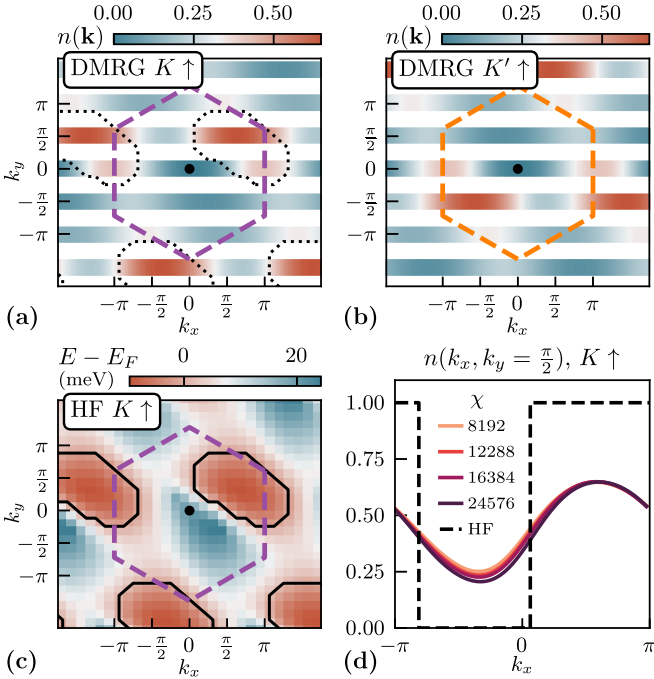 0.00 0.25 0.50
n(k)
DMRG K ↑
π
π/2
0
−π/2
−π
k_y
−π −π/2 0 π/2 π
k_x
(a)
0.00 0.25 0.50
n(k)
DMRG K′ ↑
π
π/2
0
−π/2
−π
−π −π/2 0 π/2 π
k_x
(b)
E − E_F
(meV)
0 20
HF K ↑
π
π/2
0
−π/2
−π
k_y
−π −π/2 0 π/2 π
k_x
(c)
n(k_x, k_y = π/2), K ↑
1.00
0.75
0.50
0.25
0.00
χ
8192
12288
16384
24576
HF
−π 0 π
k_x
(d)